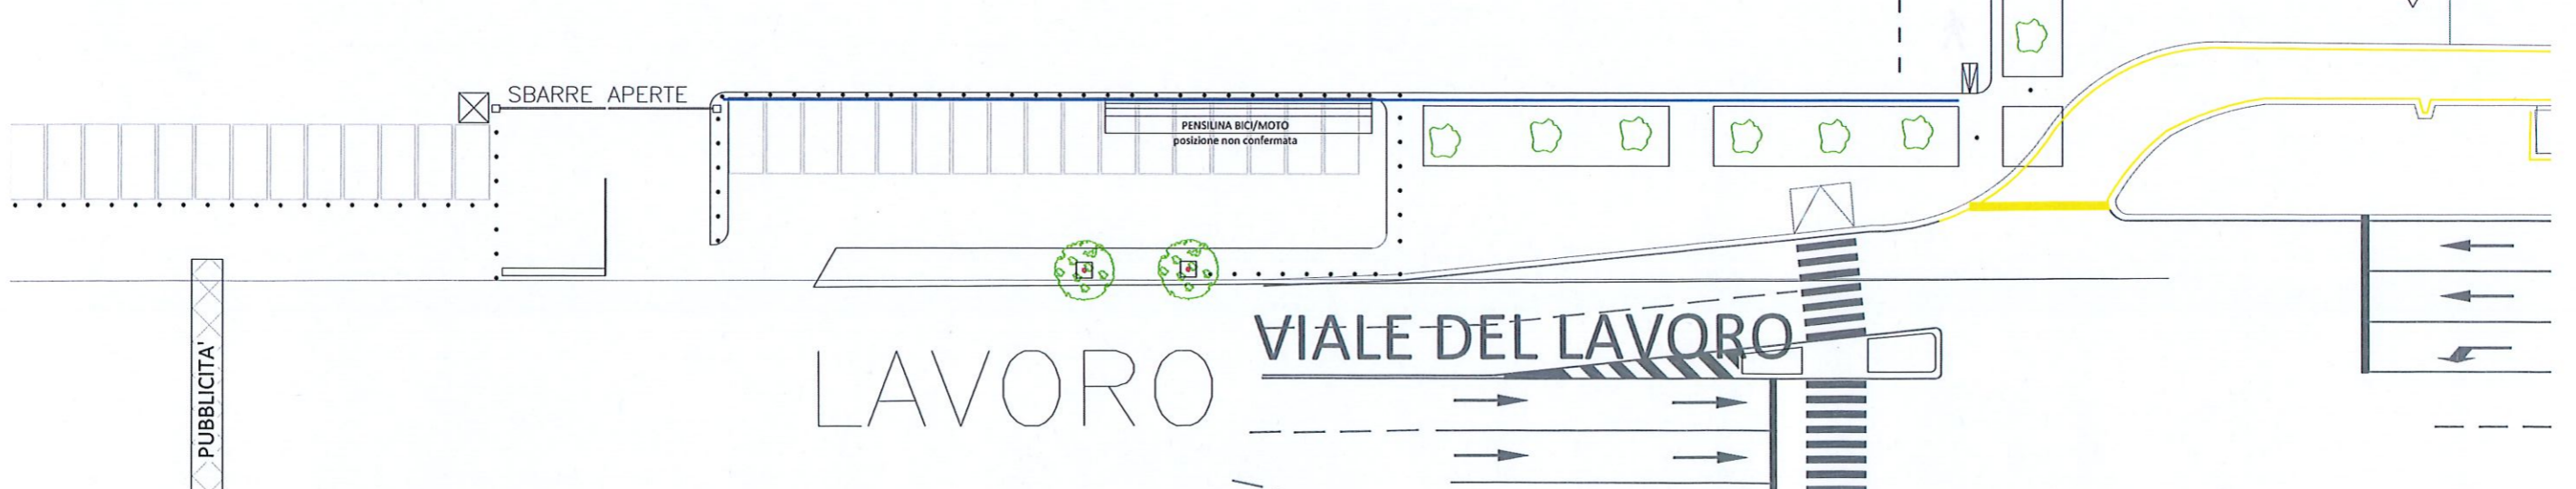 SBARRE APERTE
PENSILINA BICI/MOTO
posizione non confermata
VIALE DEL LAVORO
LAVORO
PUBBLICITA'